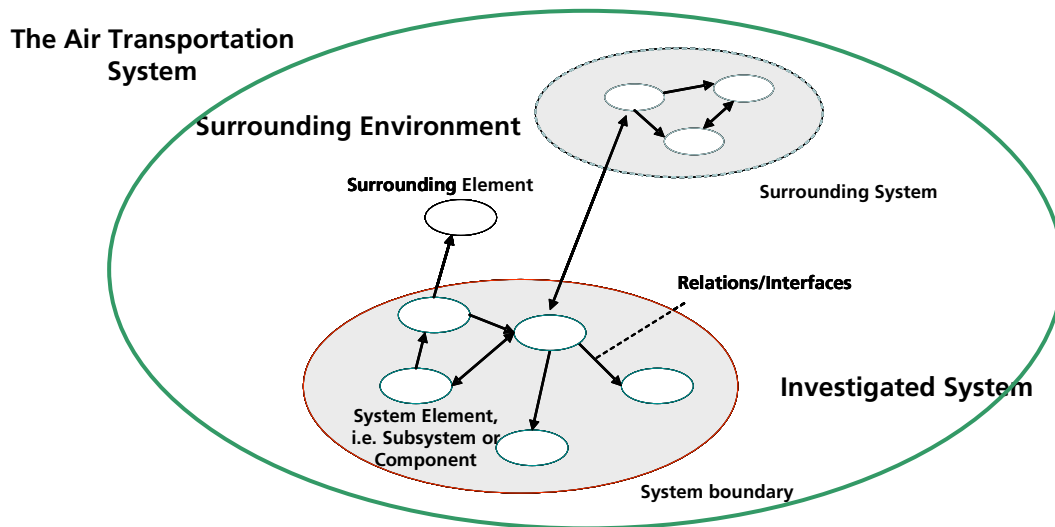 The Air Transportation
System
Surrounding Environment
Surrounding System
Surrounding Element
Relations/Interfaces
Investigated System
System Element,
i.e. Subsystem or
Component
System boundary